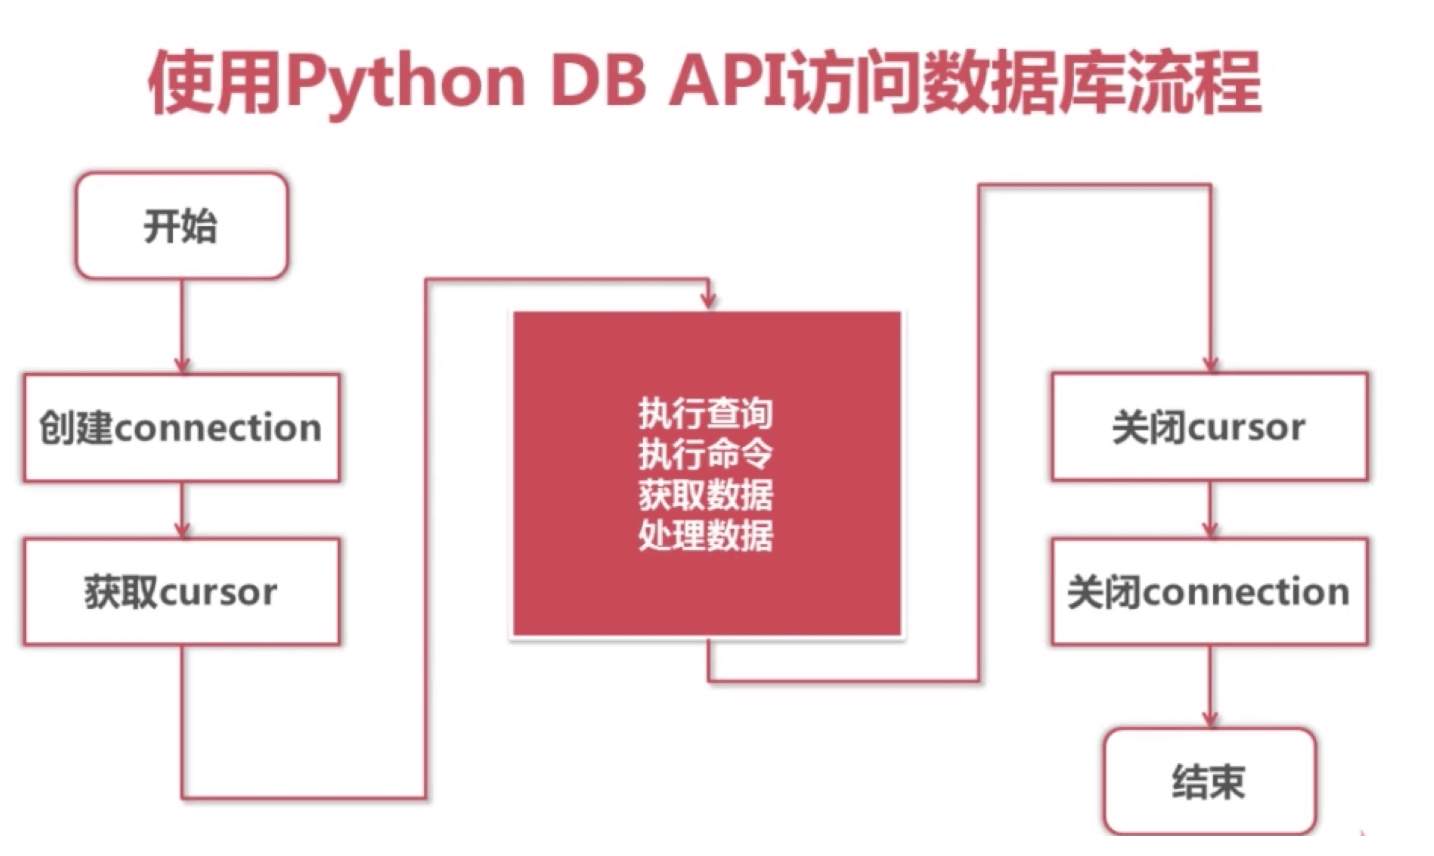 使用Python DB API访问数据库流程
开始
创建connection
获取cursor
执行查询
执行命令
获取数据
处理数据
关闭cursor
关闭connection
结束